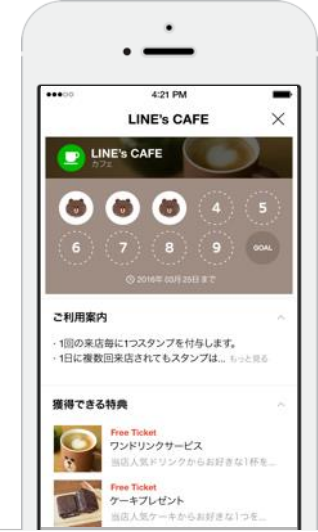 4:21 PM
LINE's CAFE
LINE's CAFE
カフェ
4 5
6 7 8 9 GOAL
2016年 03月 25日 まで
ご利用案内
・1回の来店毎に1つスタンプを付与します。
・1日に複数回来店されてもスタンプは... もっと見る
獲得できる特典
Free Ticket
ワンドリンクサービス
当店人気ドリンクからお好きな1杯を...
Free Ticket
ケーキプレゼント
当店人気ケーキからお好きな1つを...